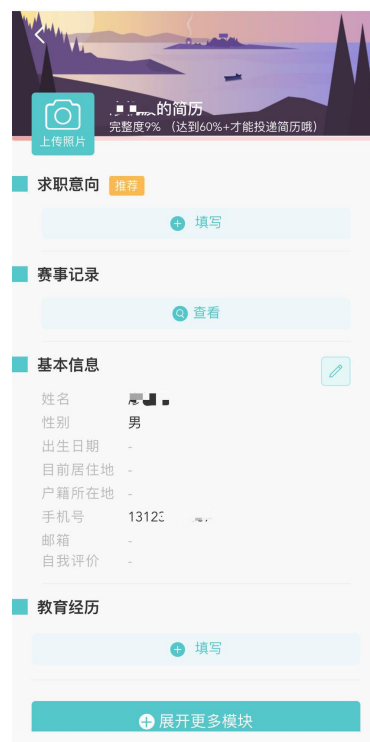 的简历
完整度9% （达到60%+才能投递简历哦）
上传照片
求职意向 推荐
填写
赛事记录
查看
基本信息
姓名
性别 男
出生日期 -
目前居住地 -
户籍所在地 -
手机号 13123
邮箱 -
自我评价 -
教育经历
填写
展开更多模块